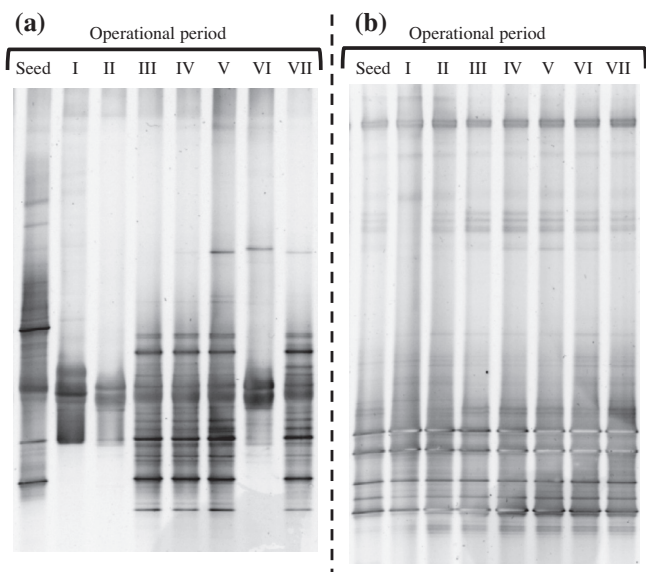 (a)
Operational period
Seed I II III IV V VI VII
(b)
Operational period
Seed I II III IV V VI VII